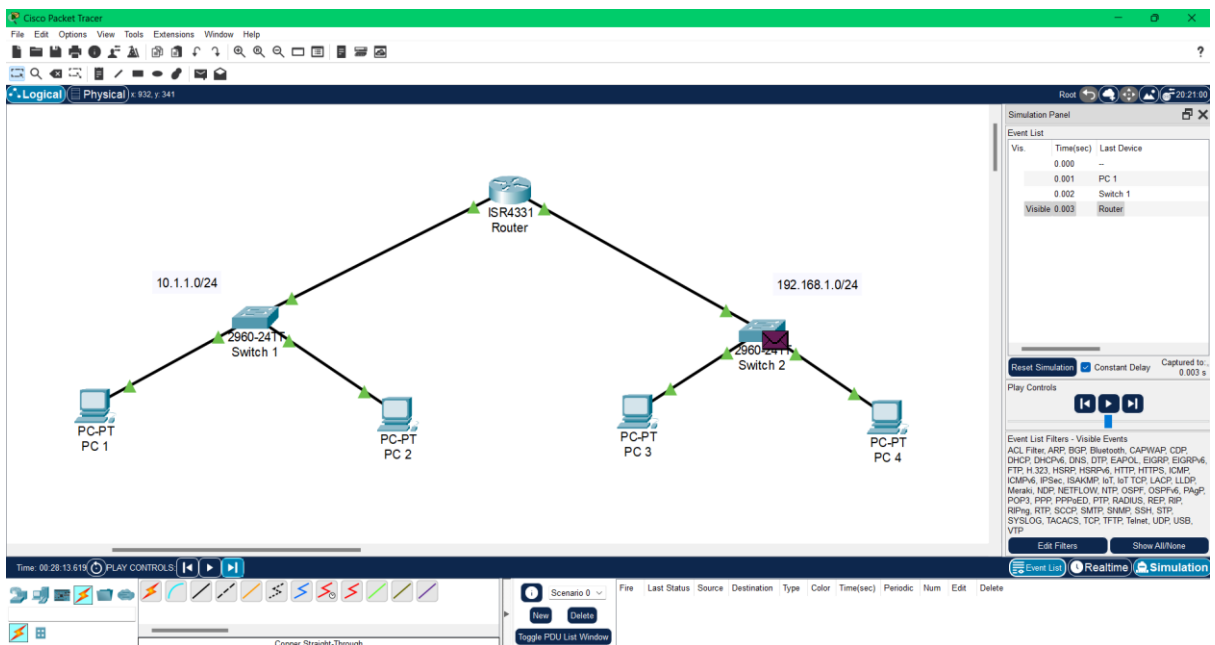 Cisco Packet Tracer
File Edit Options View Tools Extensions Window Help
?
Logical Physical x: 932, y: 341 Root 20:21:00
Simulation Panel
Event List
Vis. Time(sec) Last Device
0.000 --
0.001 PC 1
0.002 Switch 1
Visible 0.003 Router
ISR4331
Router
10.1.1.0/24
192.168.1.0/24
2960-24TT
Switch 1
2960-24TT
Switch 2
PC-PT
PC 1
PC-PT
PC 2
PC-PT
PC 3
PC-PT
PC 4
Reset Simulation Constant Delay Captured to:
0.003 s
Play Controls
Event List Filters - Visible Events
ACL Filter, ARP, BGP, Bluetooth, CAPWAP, CDP,
DHCP, DHCPv6, DNS, DTP, EAPOL, EIGRP, EIGRPv6,
FTP, H.323, HSRP, HSRPv6, HTTP, HTTPS, ICMP,
ICMPv6, IPSec, ISAKMP, IoT, IoT TCP, LACP, LLDP,
Meraki, NDP, NETFLOW, NTP, OSPF, OSPFv6, PAgP,
POP3, PPP, PPPoED, PTP, RADIUS, REP, RIP,
RIPng, RTP, SCCP, SMTP, SNMP, SSH, STP,
SYSLOG, TACACS, TCP, TFTP, Telnet, UDP, USB,
VTP
Edit Filters Show All/None
Time: 00:28:13.619 PLAY CONTROLS: Event List Realtime Simulation
Scenario 0 Fire Last Status Source Destination Type Color Time(sec) Periodic Num Edit Delete
New Delete
Toggle PDU List Window
Copper Straight-Through